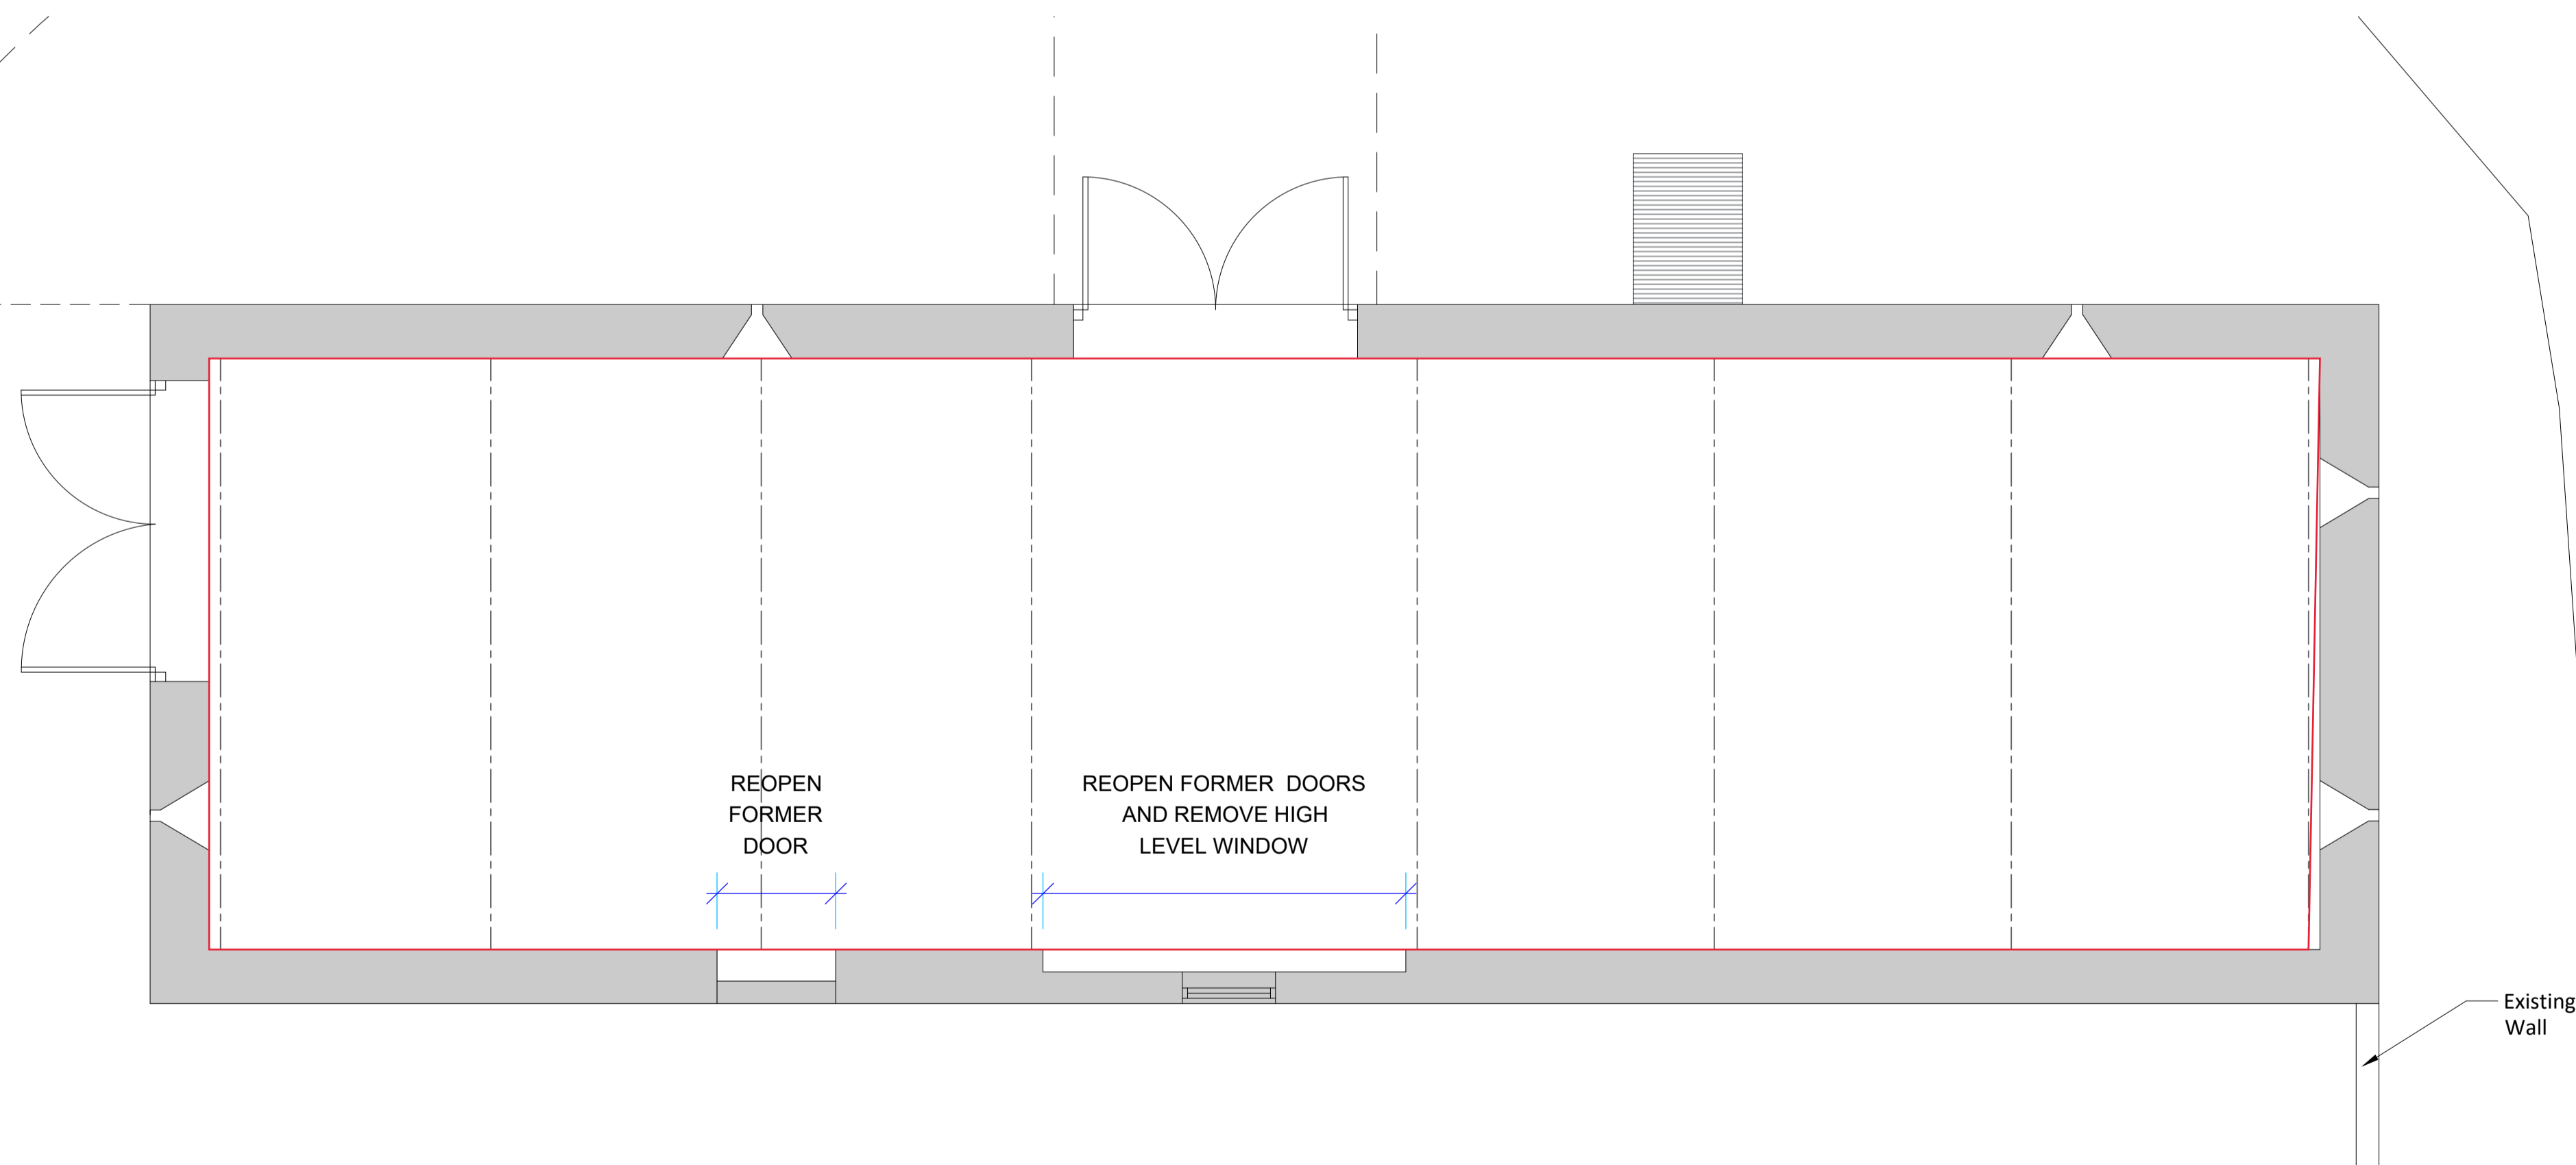 REOPEN
FORMER
DOOR
REOPEN FORMER  DOORS
AND REMOVE HIGH
LEVEL WINDOW
Existing
Wall